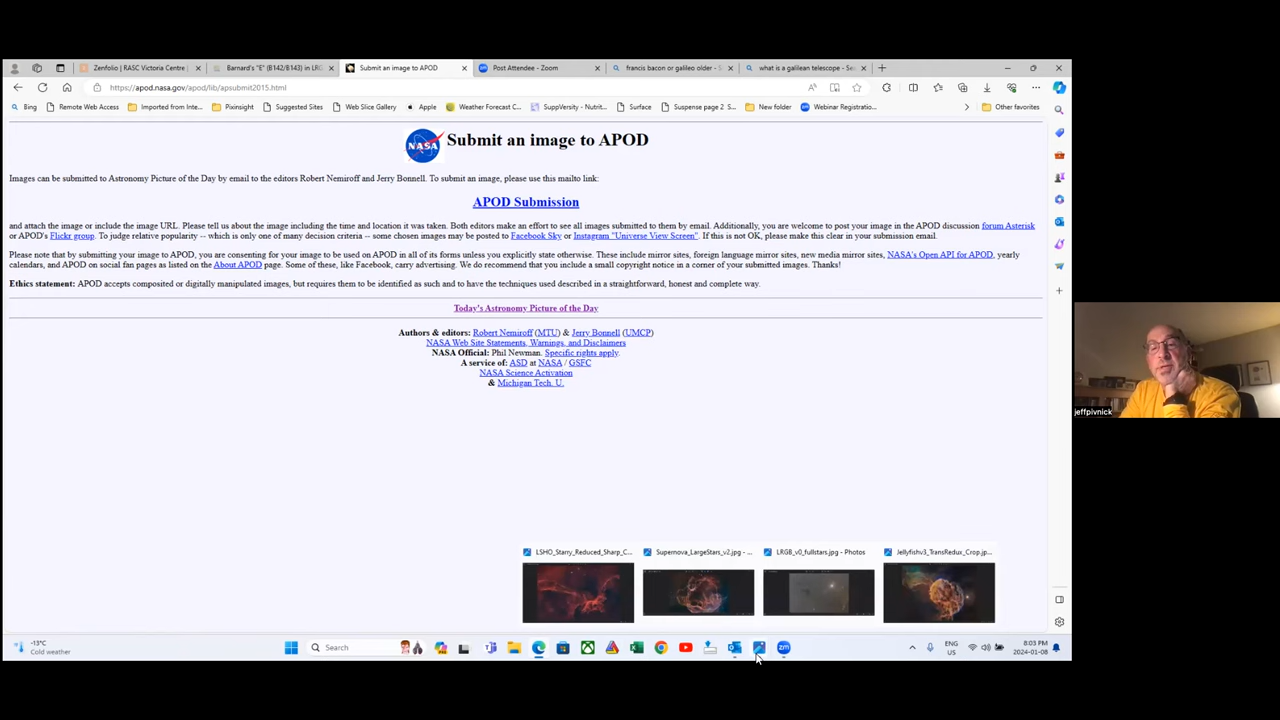 Zenfolio | RASC Victoria Centre :
Barnard's "E" (B142/B143) in LRG
Submit an image to APOD
Post Attendee - Zoom
francis bacon or galileo older - S
what is a galilean telescope - Se
https://apod.nasa.gov/apod/lib/apsubmit2015.html
Bing
Remote Web Access
Imported from Inte...
Pixinsight
Suggested Sites
Web Slice Gallery
Apple
Weather Forecast C...
SuppVersity - Nutrit...
Surface
Suspense page 2
New folder
Webinar Registratio...
Other favorites
NASA
Submit an image to APOD
Images can be submitted to Astronomy Picture of the Day by email to the editors Robert Nemiroff and Jerry Bonnell. To submit an image, please use this mailto link:
APOD Submission
and attach the image or include the image URL. Please tell us about the image including the time and location it was taken. Both editors make an effort to see all images submitted to them by email. Additionally, you are welcome to post your image in the APOD discussion forum Asterisk
or APOD's Flickr group. To judge relative popularity -- which is only one of many decision criteria -- some chosen images may be posted to Facebook Sky or Instagram "Universe View Screen". If this is not OK, please make this clear in your submission email.
Please note that by submitting your image to APOD, you are consenting for your image to be used on APOD in all of its forms unless you explicitly state otherwise. These include mirror sites, foreign language mirror sites, new media mirror sites, NASA's Open API for APOD, yearly
calendars, and APOD on social fan pages as listed on the About APOD page. Some of these, like Facebook, carry advertising. We do recommend that you include a small copyright notice in a corner of your submitted images. Thanks!
Ethics statement: APOD accepts composited or digitally manipulated images, but requires them to be identified as such and to have the techniques used described in a straightforward, honest and complete way.
Today's Astronomy Picture of the Day
Authors & editors: Robert Nemiroff (MTU) & Jerry Bonnell (UMCP)
NASA Web Site Statements, Warnings, and Disclaimers
NASA Official: Phil Newman. Specific rights apply.
A service of: ASD at NASA / GSFC
NASA Science Activation
& Michigan Tech. U.
jeffpivnick
LSHO_Starry_Reduced_Sharp_C...
Supernova_LargeStars_v2.jpg - ...
LRGB_v0_fullstars.jpg - Photos
Jellyfishv3_TransRedux_Crop.jp...
-13°C
Cold weather
Search
zm
ENG
US
8:03 PM
2024-01-08